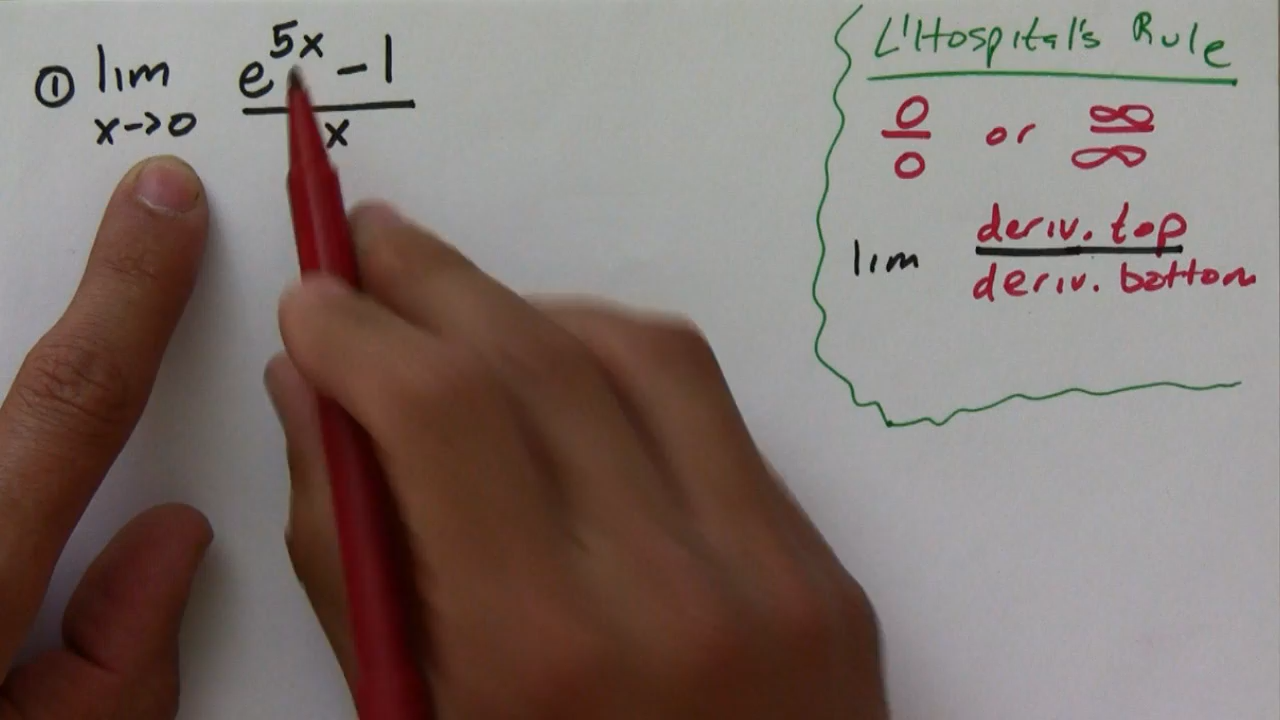 ① lim e^5x - 1
x->0 x
L'Hospital's Rule
0/0 or ∞/∞
lim deriv. top
deriv. bottom